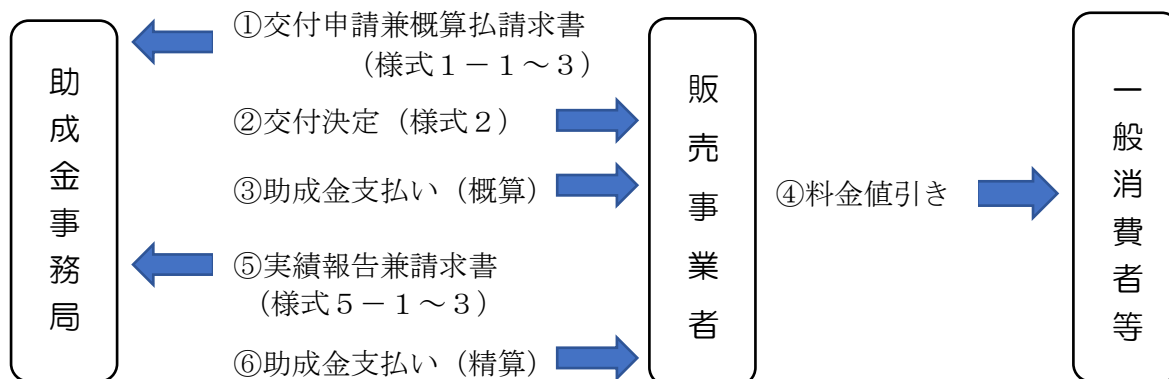 助成金事務局
①交付申請兼概算払請求書
（様式１－１～３）
②交付決定（様式２）
③助成金支払い（概算）
⑤実績報告兼請求書
（様式５－１～３）
⑥助成金支払い（精算）
販売事業者
④料金値引き
一般消費者等